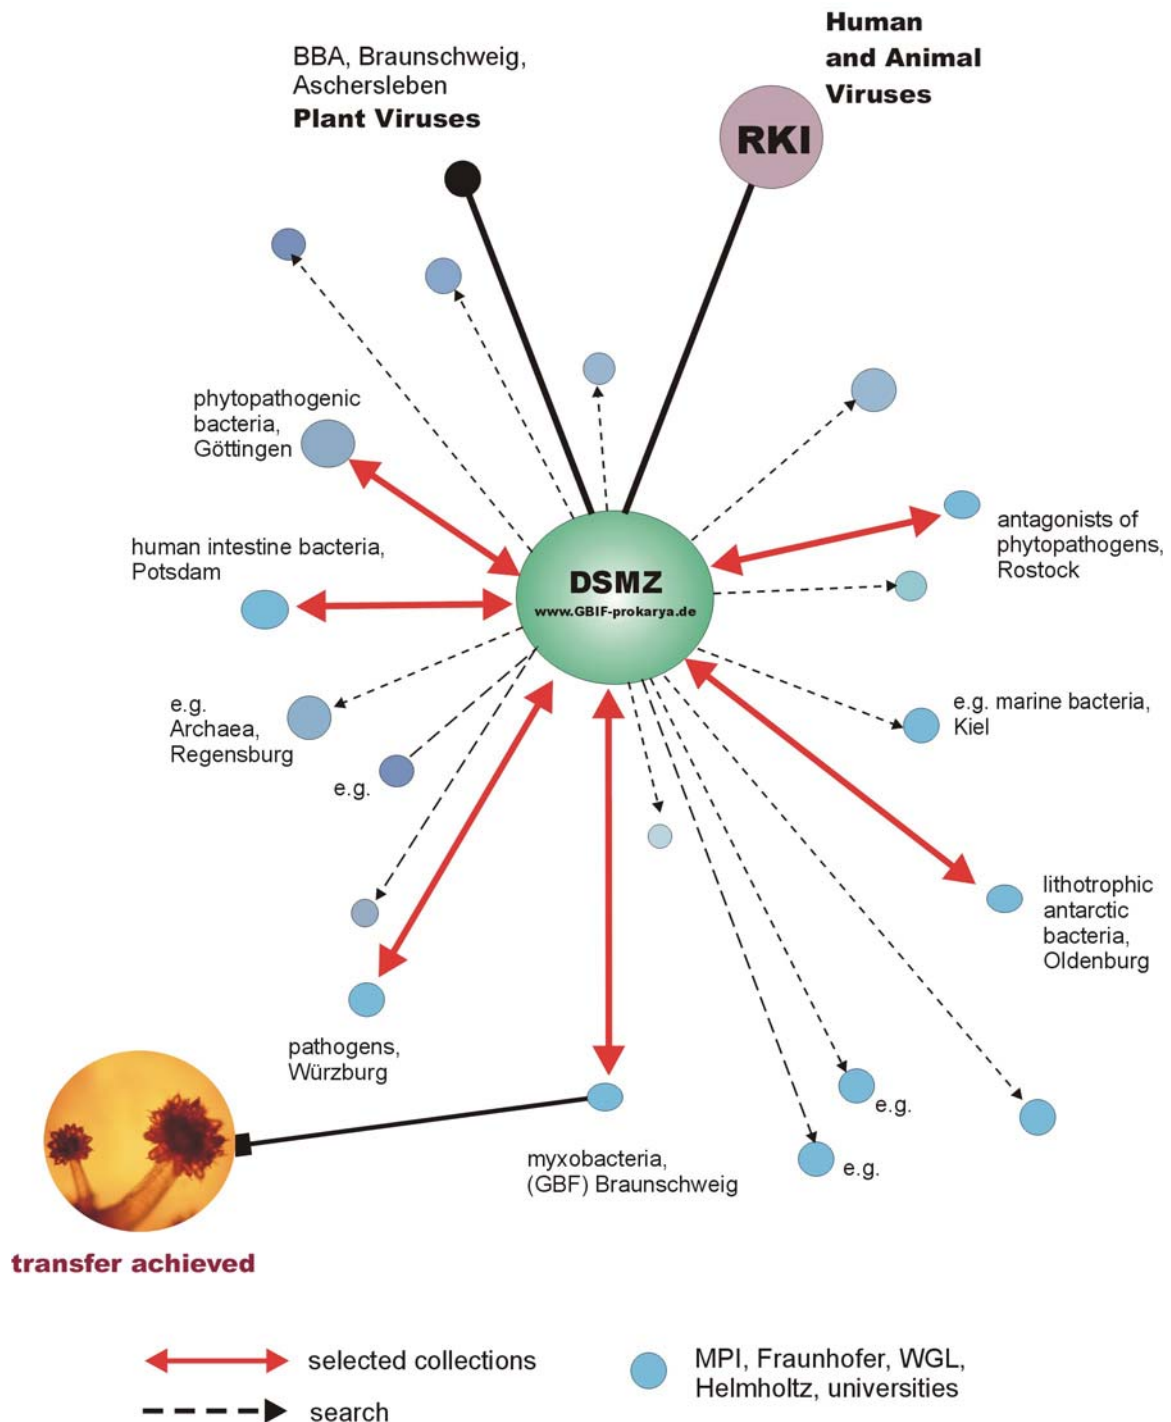 Human
and Animal
Viruses
BBA, Braunschweig,
Aschersleben
Plant Viruses
RKI
phytopathogenic
bacteria,
Göttingen
antagonists of
phytopathogens,
Rostock
human intestine bacteria,
Potsdam
DSMZ
www.GBIF-prokarya.de
e.g.
Archaea,
Regensburg
e.g. marine bacteria,
Kiel
e.g.
lithotrophic
antarctic
bacteria,
Oldenburg
pathogens,
Würzburg
e.g.
e.g.
myxobacteria,
(GBF) Braunschweig
transfer achieved
selected collections
search
MPI, Fraunhofer, WGL,
Helmholtz, universities